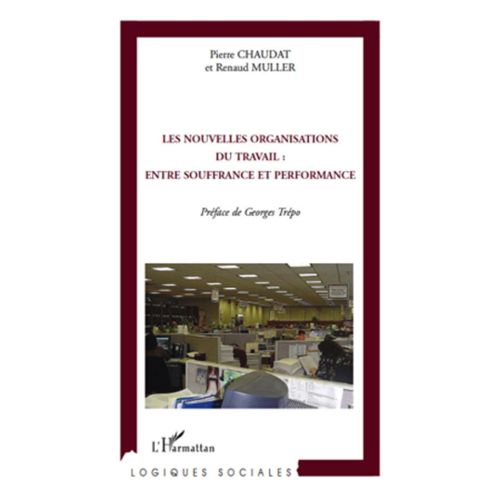 Pierre CHAUDAT
et Renaud MULLER
LES NOUVELLES ORGANISATIONS
DU TRAVAIL :
ENTRE SOUFFRANCE ET PERFORMANCE
Préface de Georges Trépo
L'Harmattan
LOGIQUES SOCIALES